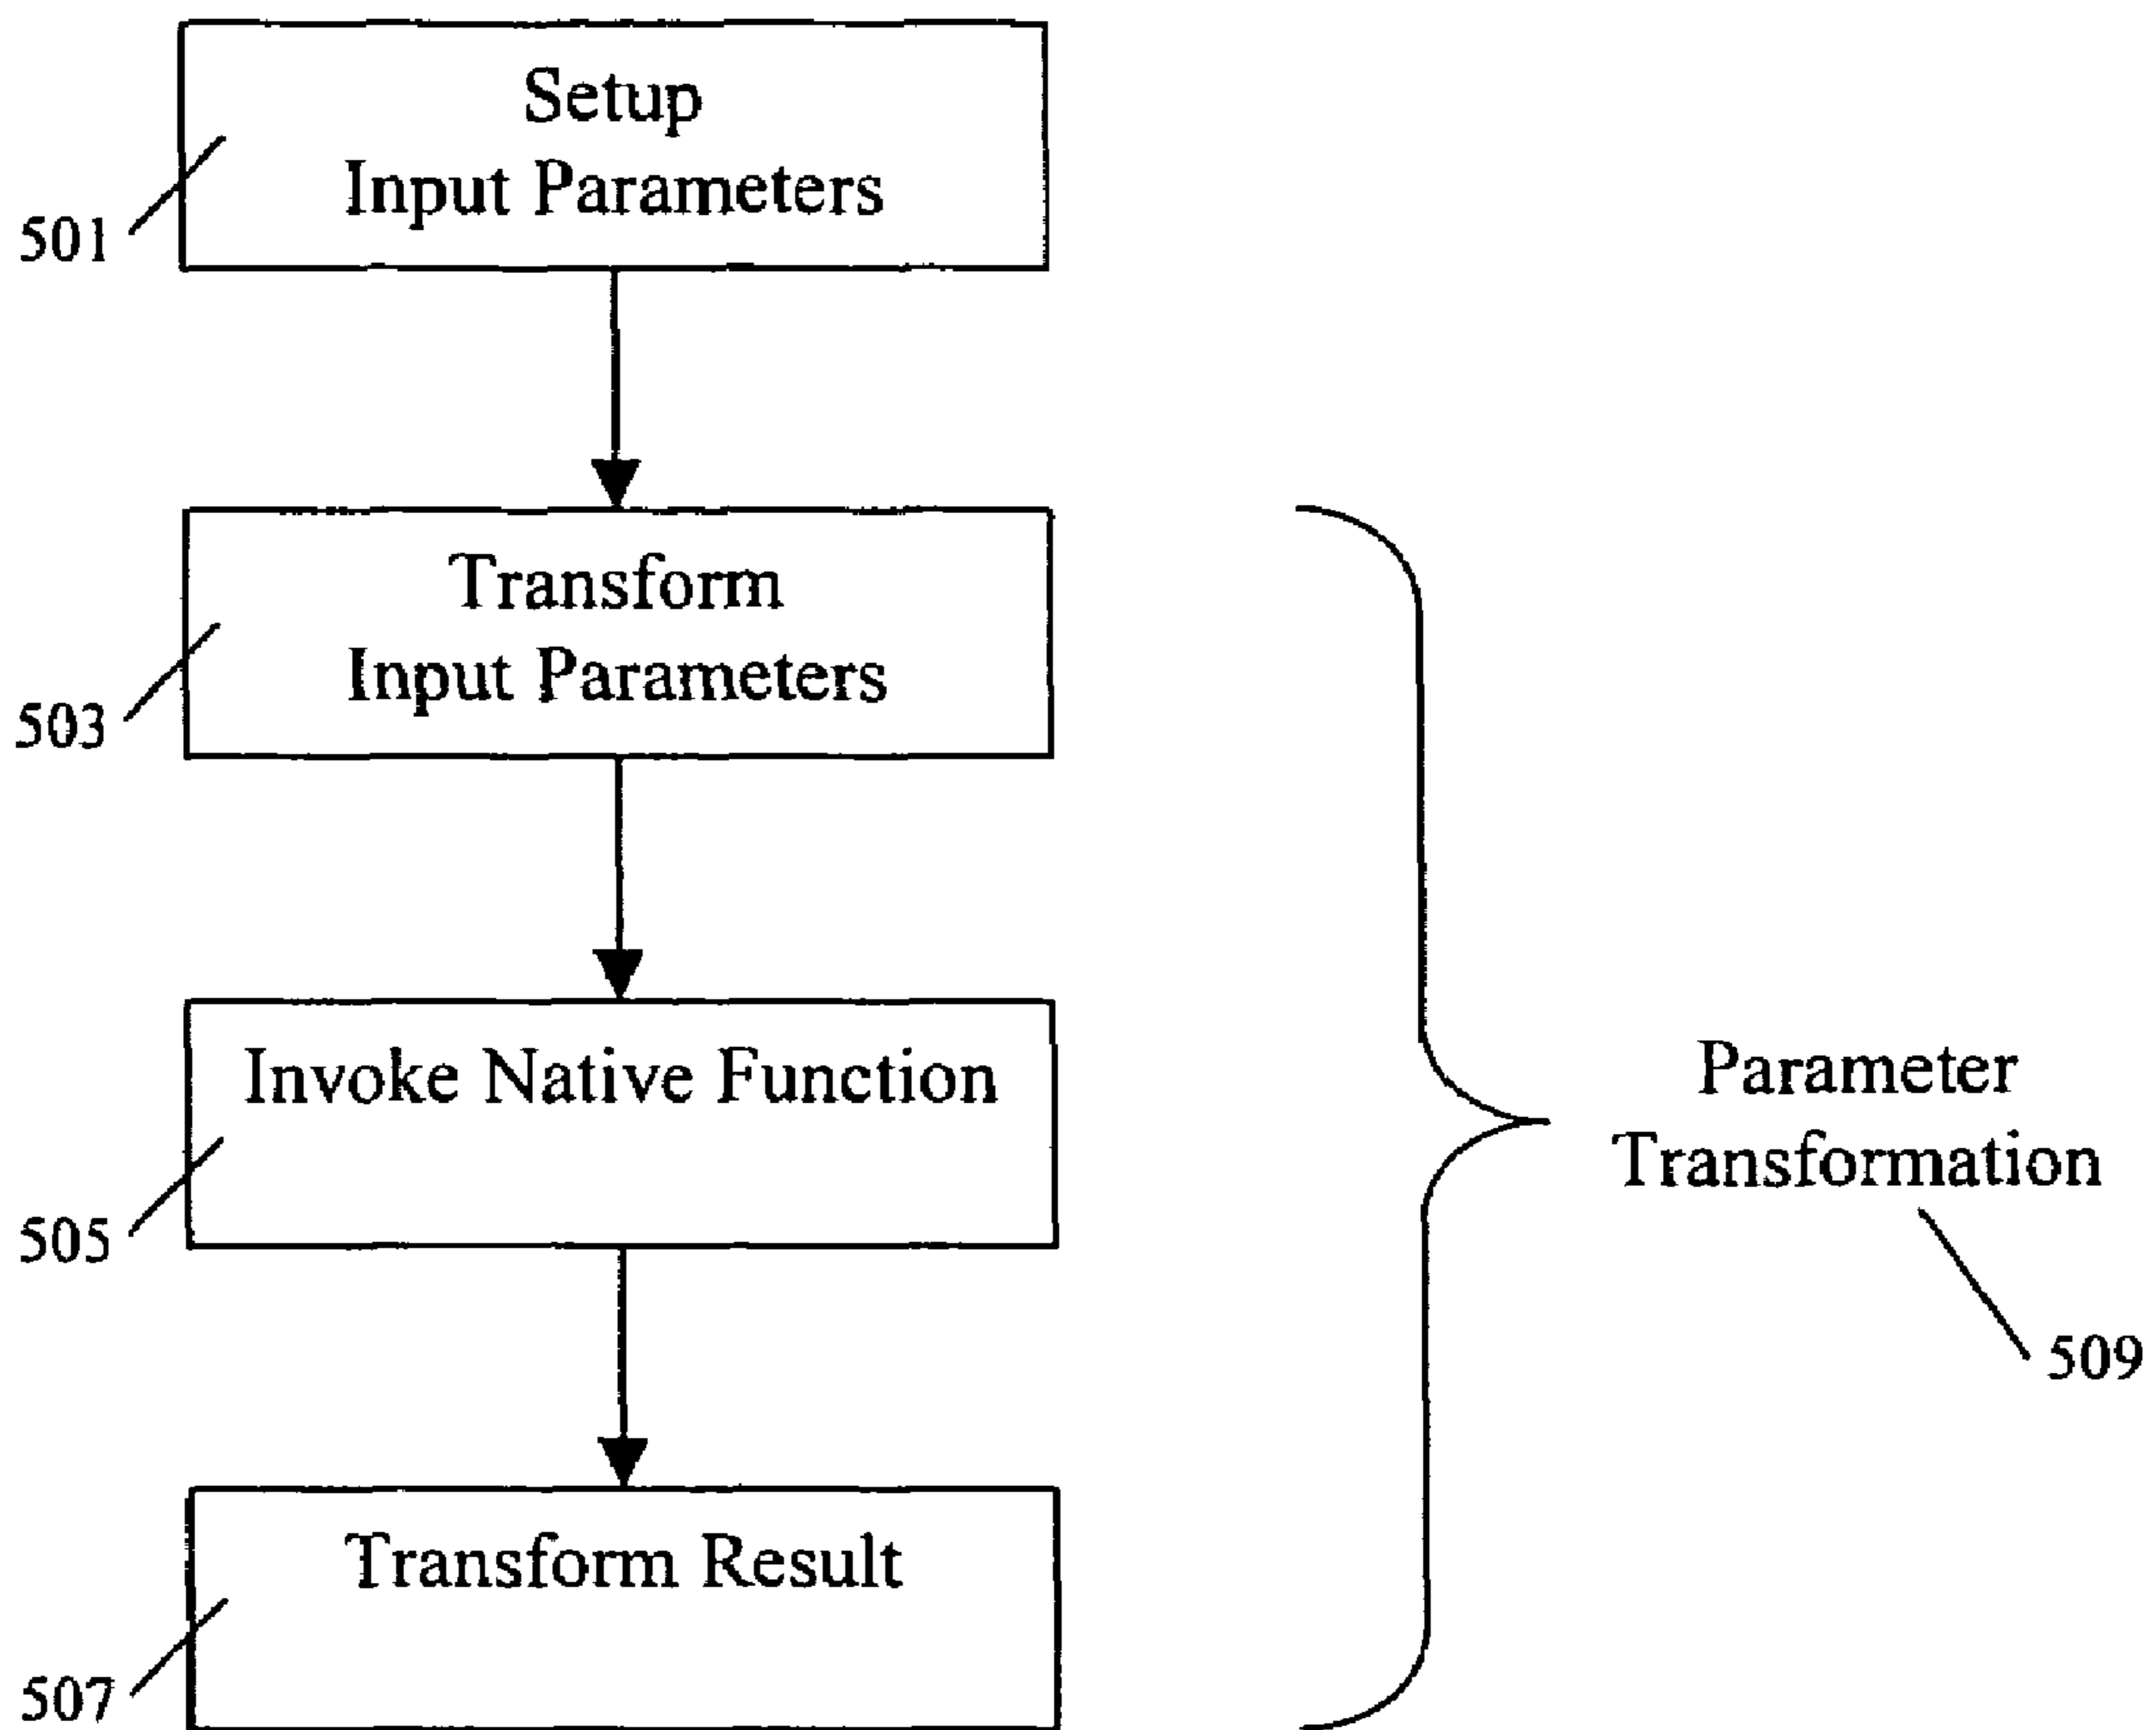 Setup
Input Parameters
501
Transform
Input Parameters
503
Invoke Native Function
505
Transform Result
507
Parameter
Transformation
509